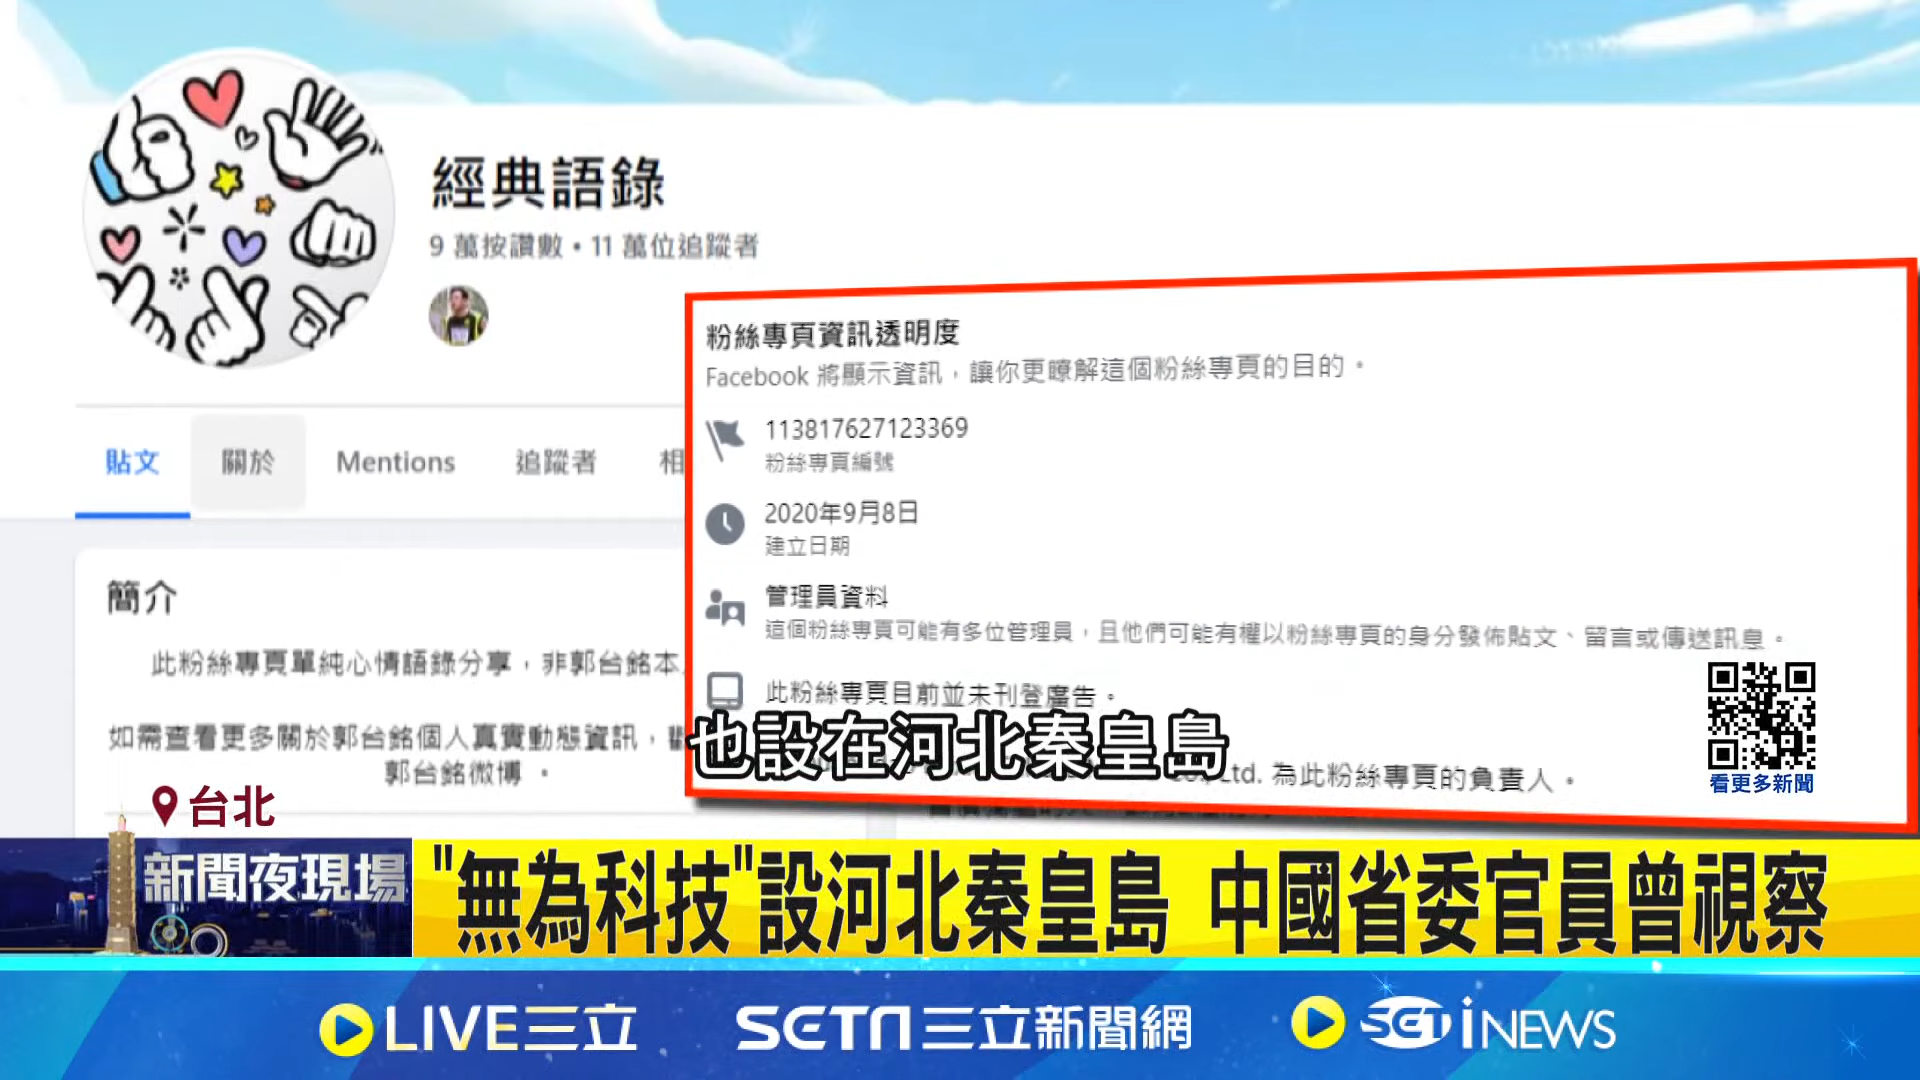 經典語錄
9 萬按讚數・11 萬位追蹤者
貼文
關於
Mentions
追蹤者
相
簡介
此粉絲專頁單純心情語錄分享，非郭台銘本
如需查看更多關於郭台銘個人真實動態資訊，
郭台銘微博 。
粉絲專頁資訊透明度
Facebook 將顯示資訊，讓你更瞭解這個粉絲專頁的目的。
113817627123369
粉絲專頁編號
2020年9月8日
建立日期
管理員資料
這個粉絲專頁可能有多位管理員，且他們可能有權以粉絲專頁的身分發佈貼文、留言或傳送訊息。
此粉絲專頁目前並未刊登廣告。
Ltd. 為此粉絲專頁的負責人。
也設在河北秦皇島
看更多新聞
台北
新聞夜現場
"無為科技"設河北秦皇島 中國省委官員曾視察
LIVE三立
SETN三立新聞網
SET iNEWS